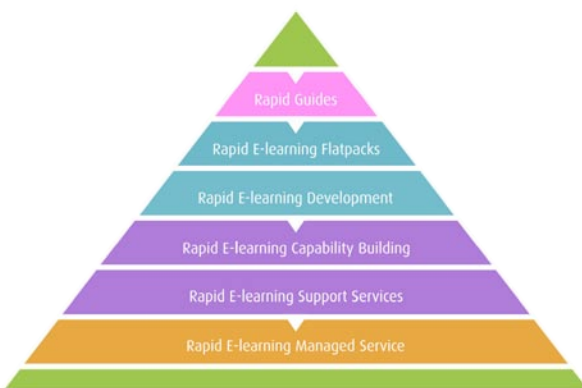 Rapid Guides
Rapid E-learning Flatpacks
Rapid E-learning Development
Rapid E-learning Capability Building
Rapid E-learning Support Services
Rapid E-learning Managed Service